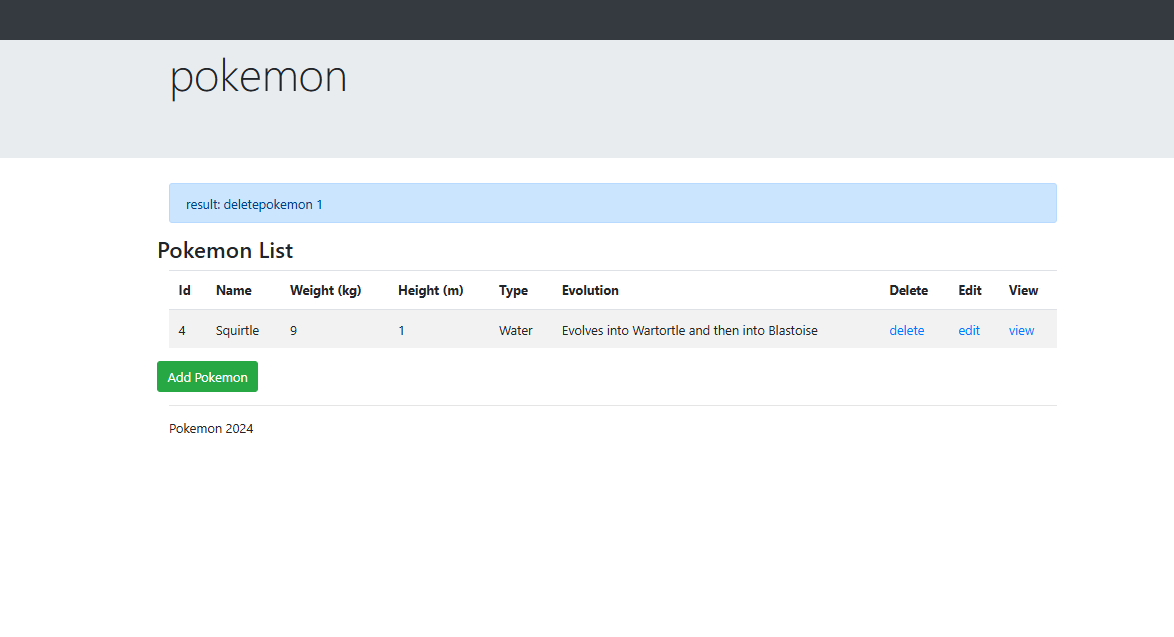 pokemon
result: deletepokemon 1
Pokemon List
Id Name Weight (kg) Height (m) Type Evolution Delete Edit View
4 Squirtle 9 1 Water Evolves into Wartortle and then into Blastoise delete edit view
Add Pokemon
Pokemon 2024